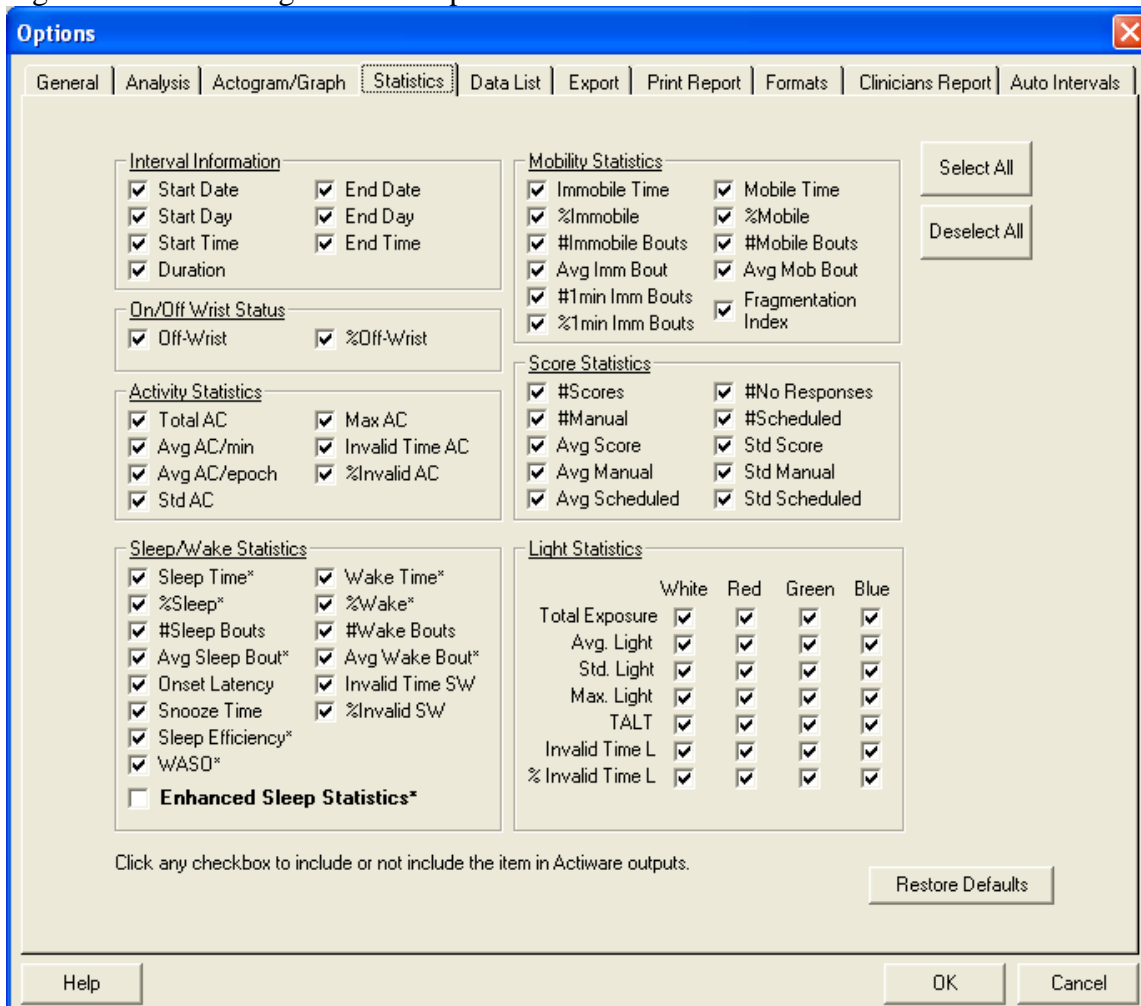 Options
General Analysis Actogram/Graph Statistics Data List Export Print Report Formats Clinicians Report Auto Intervals
Interval Information
Start Date End Date
Start Day End Day
Start Time End Time
Duration
On/Off Wrist Status
Off-Wrist %Off-Wrist
Activity Statistics
Total AC Max AC
Avg AC/min Invalid Time AC
Avg AC/epoch %Invalid AC
Std AC
Sleep/Wake Statistics
Sleep Time* Wake Time*
%Sleep* %Wake*
#Sleep Bouts #Wake Bouts
Avg Sleep Bout* Avg Wake Bout*
Onset Latency Invalid Time SW
Snooze Time %Invalid SW
Sleep Efficiency*
WASO*
Enhanced Sleep Statistics*
Mobility Statistics
Immobile Time Mobile Time
%Immobile %Mobile
#Immobile Bouts #Mobile Bouts
Avg Imm Bout Avg Mob Bout
#1min Imm Bouts Fragmentation
%1min Imm Bouts Index
Score Statistics
#Scores #No Responses
#Manual #Scheduled
Avg Score Std Score
Avg Manual Std Manual
Avg Scheduled Std Scheduled
Light Statistics
White Red Green Blue
Total Exposure
Avg. Light
Std. Light
Max. Light
TALT
Invalid Time L
% Invalid Time L
Select All
Deselect All
Click any checkbox to include or not include the item in Actiware outputs.
Restore Defaults
Help OK Cancel